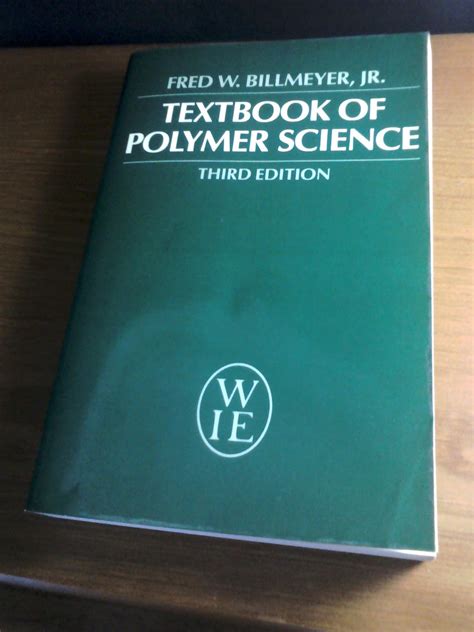 FRED W. BILLMEYER, JR.
TEXTBOOK OF
POLYMER SCIENCE
THIRD EDITION
W
IE